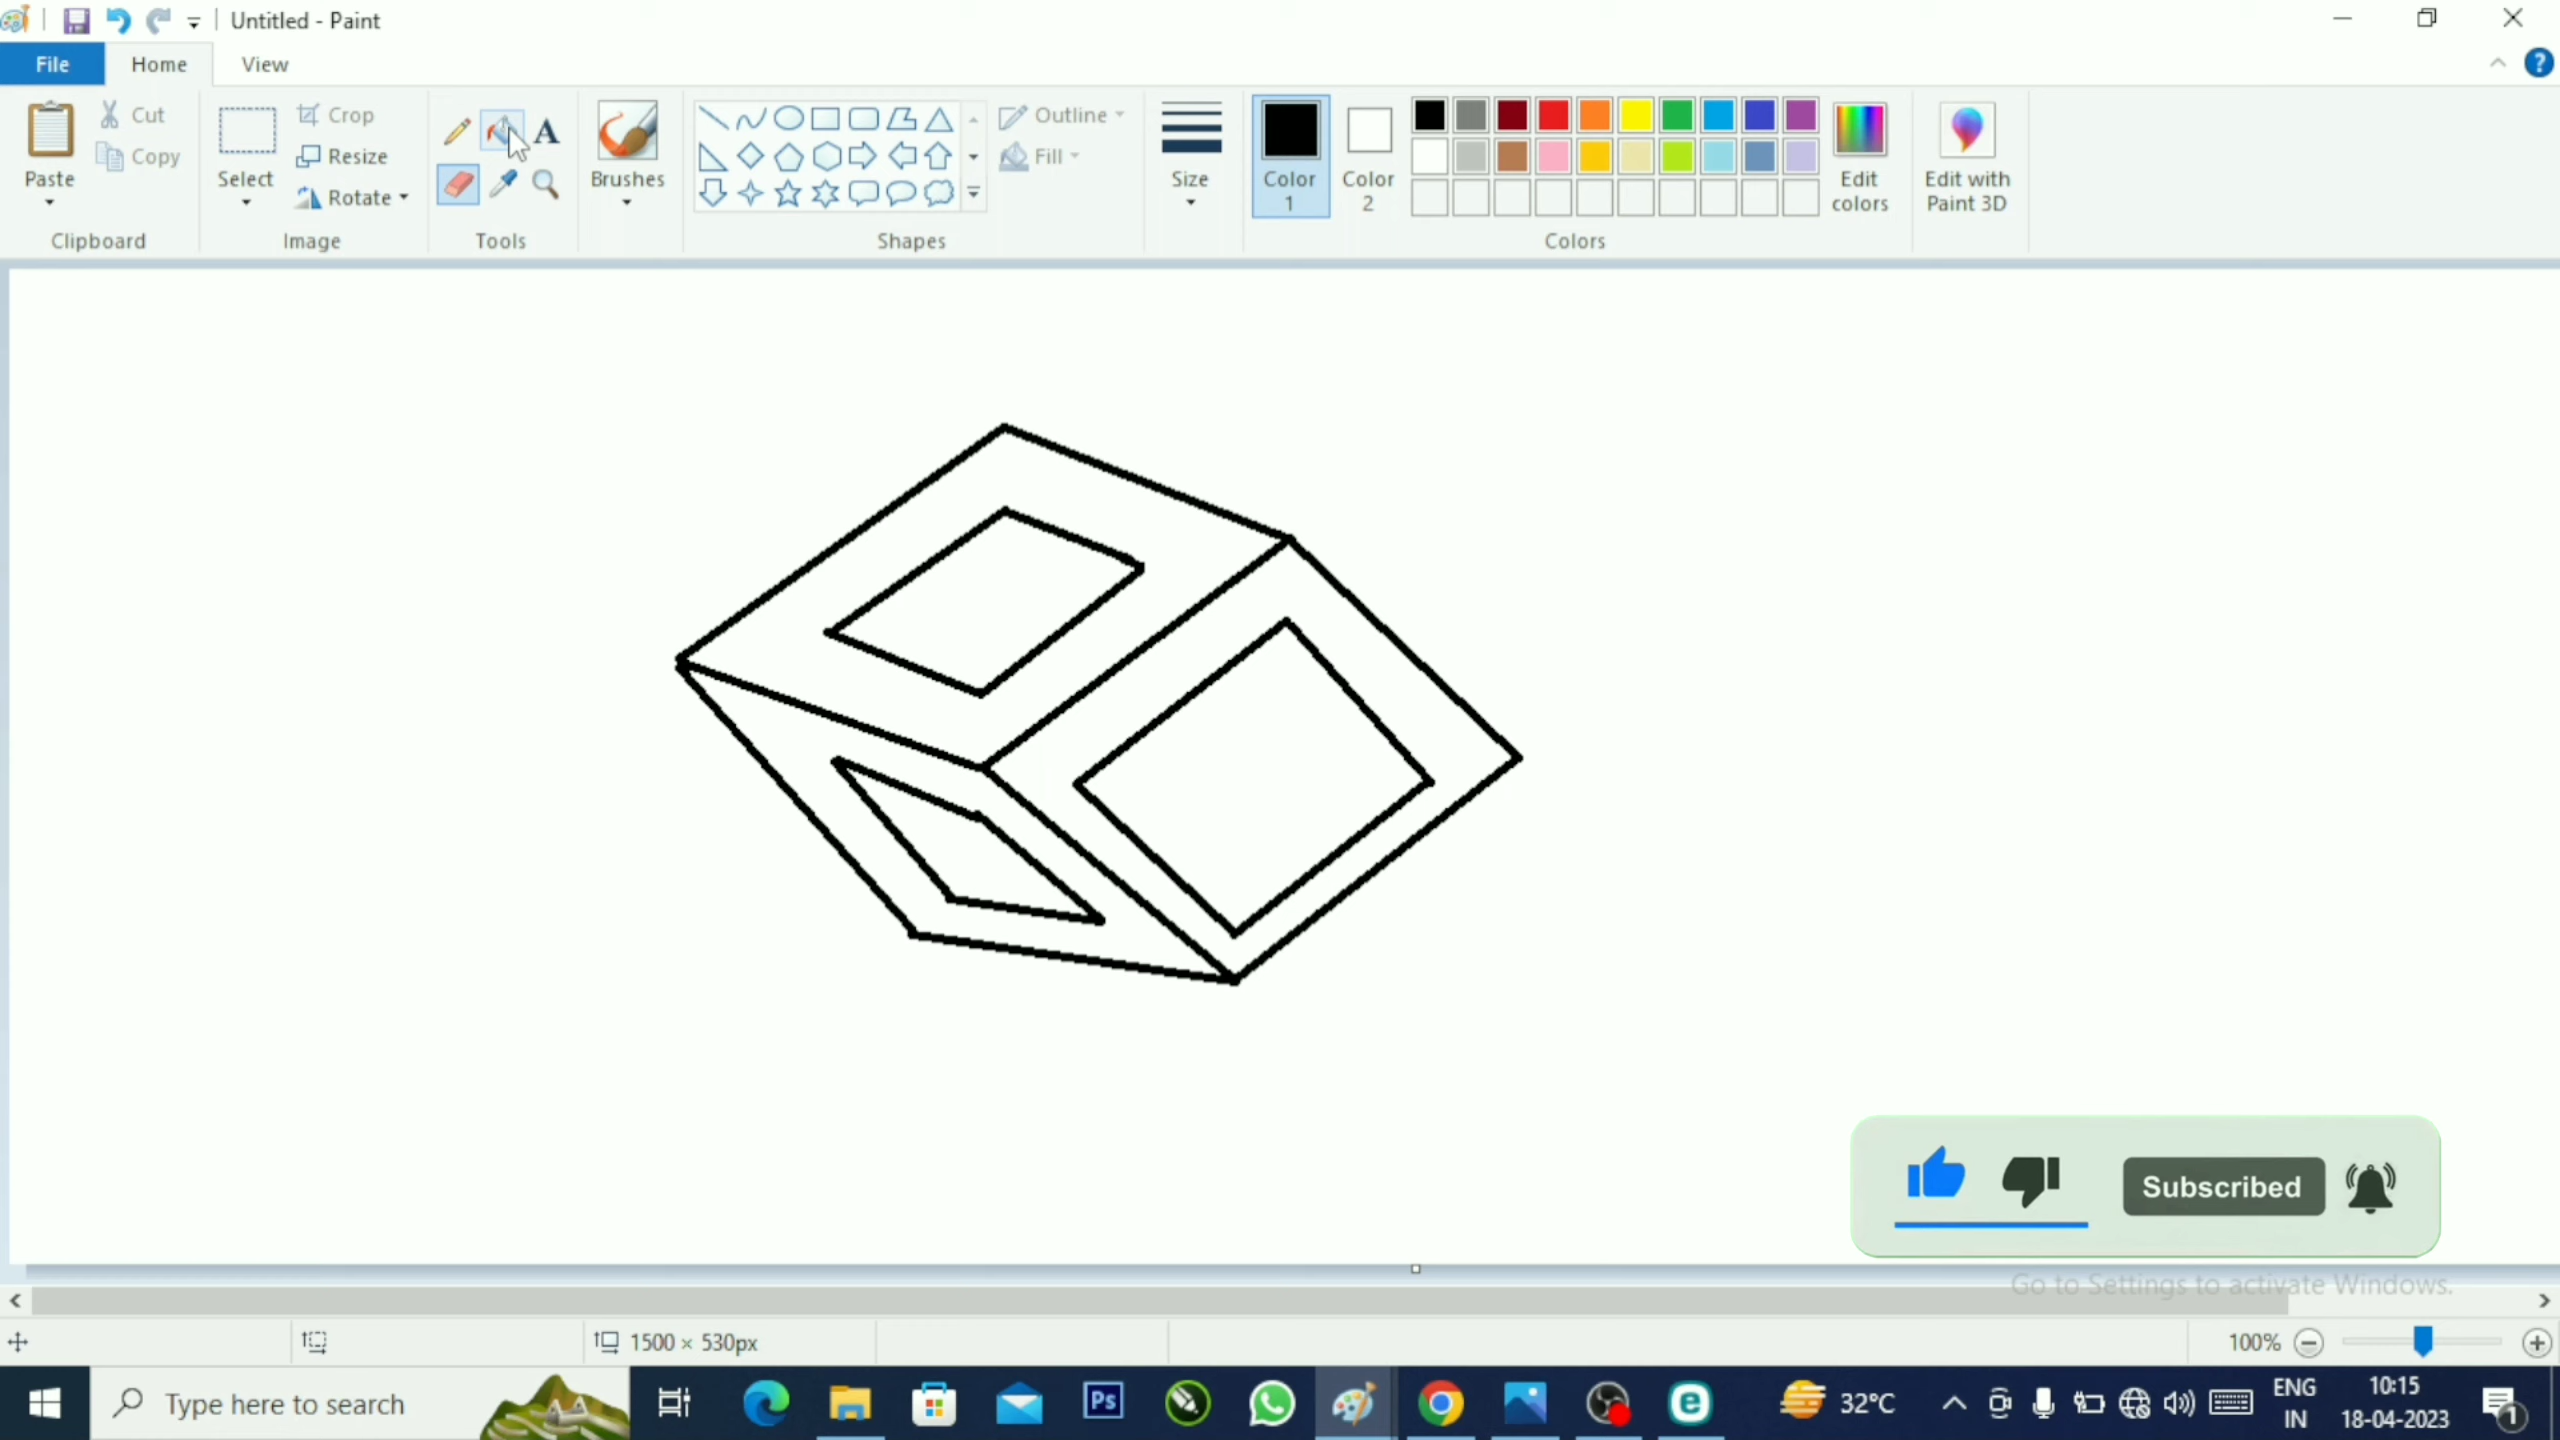 Untitled - Paint
File Home View
Paste
Cut
Copy
Clipboard
Select
Crop
Resize
Rotate
Image
A
Tools
Brushes
Shapes
Outline
Fill
Size
Color
1
Color
2
Colors
Edit
colors
Edit with
Paint 3D
Subscribed
Go to Settings to activate Windows.
1500 × 530px
100%
Type here to search
Ps
32°C
ENG
IN
10:15
18-04-2023
1